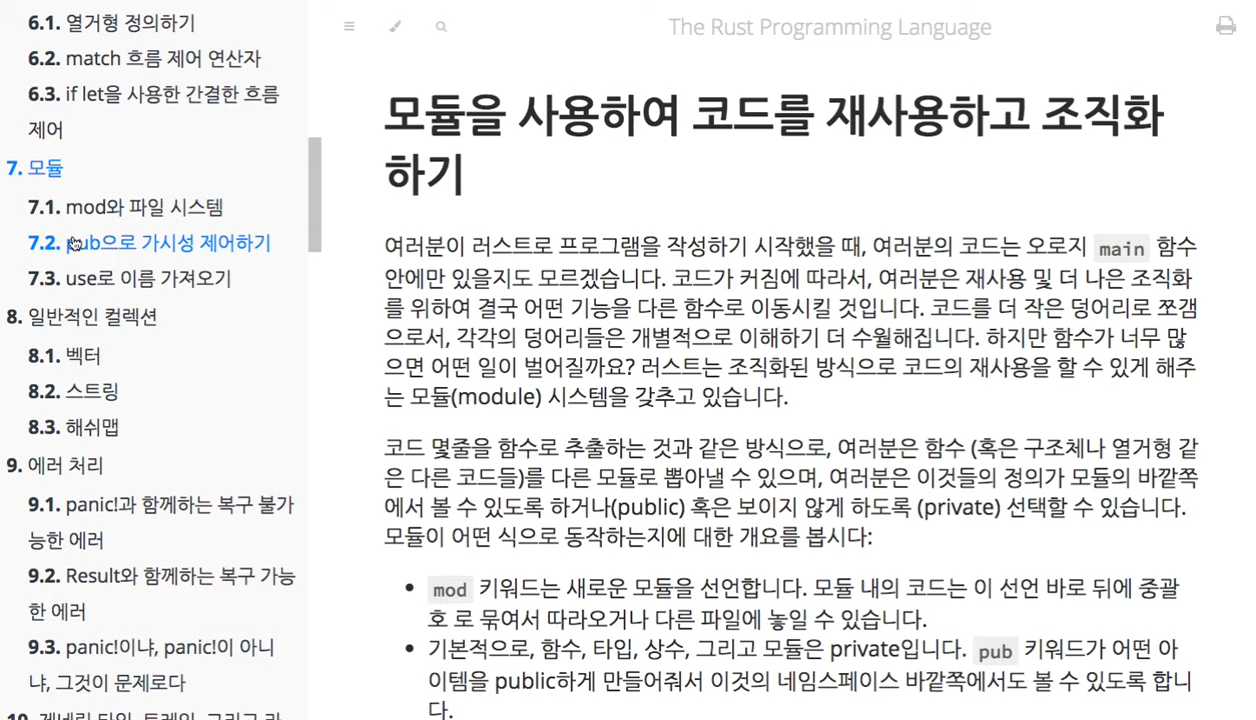 6.1. 열거형 정의하기
6.2. match 흐름 제어 연산자
6.3. if let을 사용한 간결한 흐름
제어
7. 모듈
7.1. mod와 파일 시스템
7.2. pub으로 가시성 제어하기
7.3. use로 이름 가져오기
8. 일반적인 컬렉션
8.1. 벡터
8.2. 스트링
8.3. 해쉬맵
9. 에러 처리
9.1. panic!과 함께하는 복구 불가
능한 에러
9.2. Result와 함께하는 복구 가능
한 에러
9.3. panic!이냐, panic!이 아니
냐, 그것이 문제로다
10. 제네릭 타입, 트레잇, 그리고 라
The Rust Programming Language
모듈을 사용하여 코드를 재사용하고 조직화
하기
여러분이 러스트로 프로그램을 작성하기 시작했을 때, 여러분의 코드는 오로지 main 함수
안에만 있을지도 모르겠습니다. 코드가 커짐에 따라서, 여러분은 재사용 및 더 나은 조직화
를 위하여 결국 어떤 기능을 다른 함수로 이동시킬 것입니다. 코드를 더 작은 덩어리로 쪼갬
으로서, 각각의 덩어리들은 개별적으로 이해하기 더 수월해집니다. 하지만 함수가 너무 많
으면 어떤 일이 벌어질까요? 러스트는 조직화된 방식으로 코드의 재사용을 할 수 있게 해주
는 모듈(module) 시스템을 갖추고 있습니다.
코드 몇줄을 함수로 추출하는 것과 같은 방식으로, 여러분은 함수 (혹은 구조체나 열거형 같
은 다른 코드들)를 다른 모듈로 뽑아낼 수 있으며, 여러분은 이것들의 정의가 모듈의 바깥쪽
에서 볼 수 있도록 하거나(public) 혹은 보이지 않게 하도록 (private) 선택할 수 있습니다.
모듈이 어떤 식으로 동작하는지에 대한 개요를 봅시다:
• mod 키워드는 새로운 모듈을 선언합니다. 모듈 내의 코드는 이 선언 바로 뒤에 중괄
호 로 묶여서 따라오거나 다른 파일에 놓일 수 있습니다.
• 기본적으로, 함수, 타입, 상수, 그리고 모듈은 private입니다. pub 키워드가 어떤 아
이템을 public하게 만들어줘서 이것의 네임스페이스 바깥쪽에서도 볼 수 있도록 합니
다.